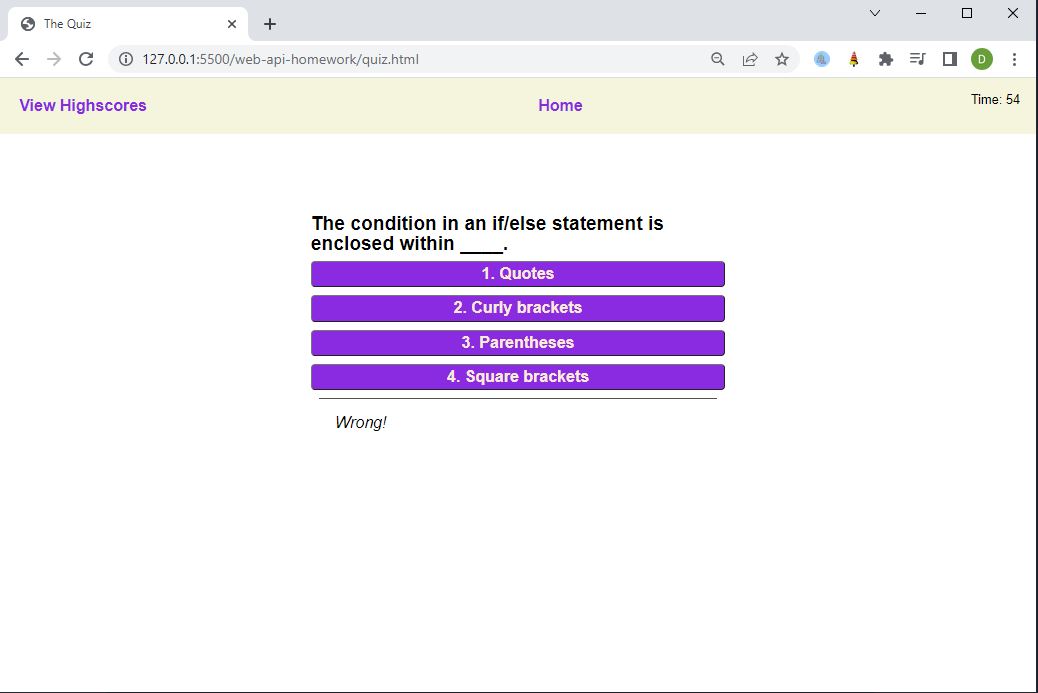 The Quiz
127.0.0.1:5500/web-api-homework/quiz.html
D
View Highscores
Home
Time: 54
The condition in an if/else statement is
enclosed within ____.
1. Quotes
2. Curly brackets
3. Parentheses
4. Square brackets
Wrong!